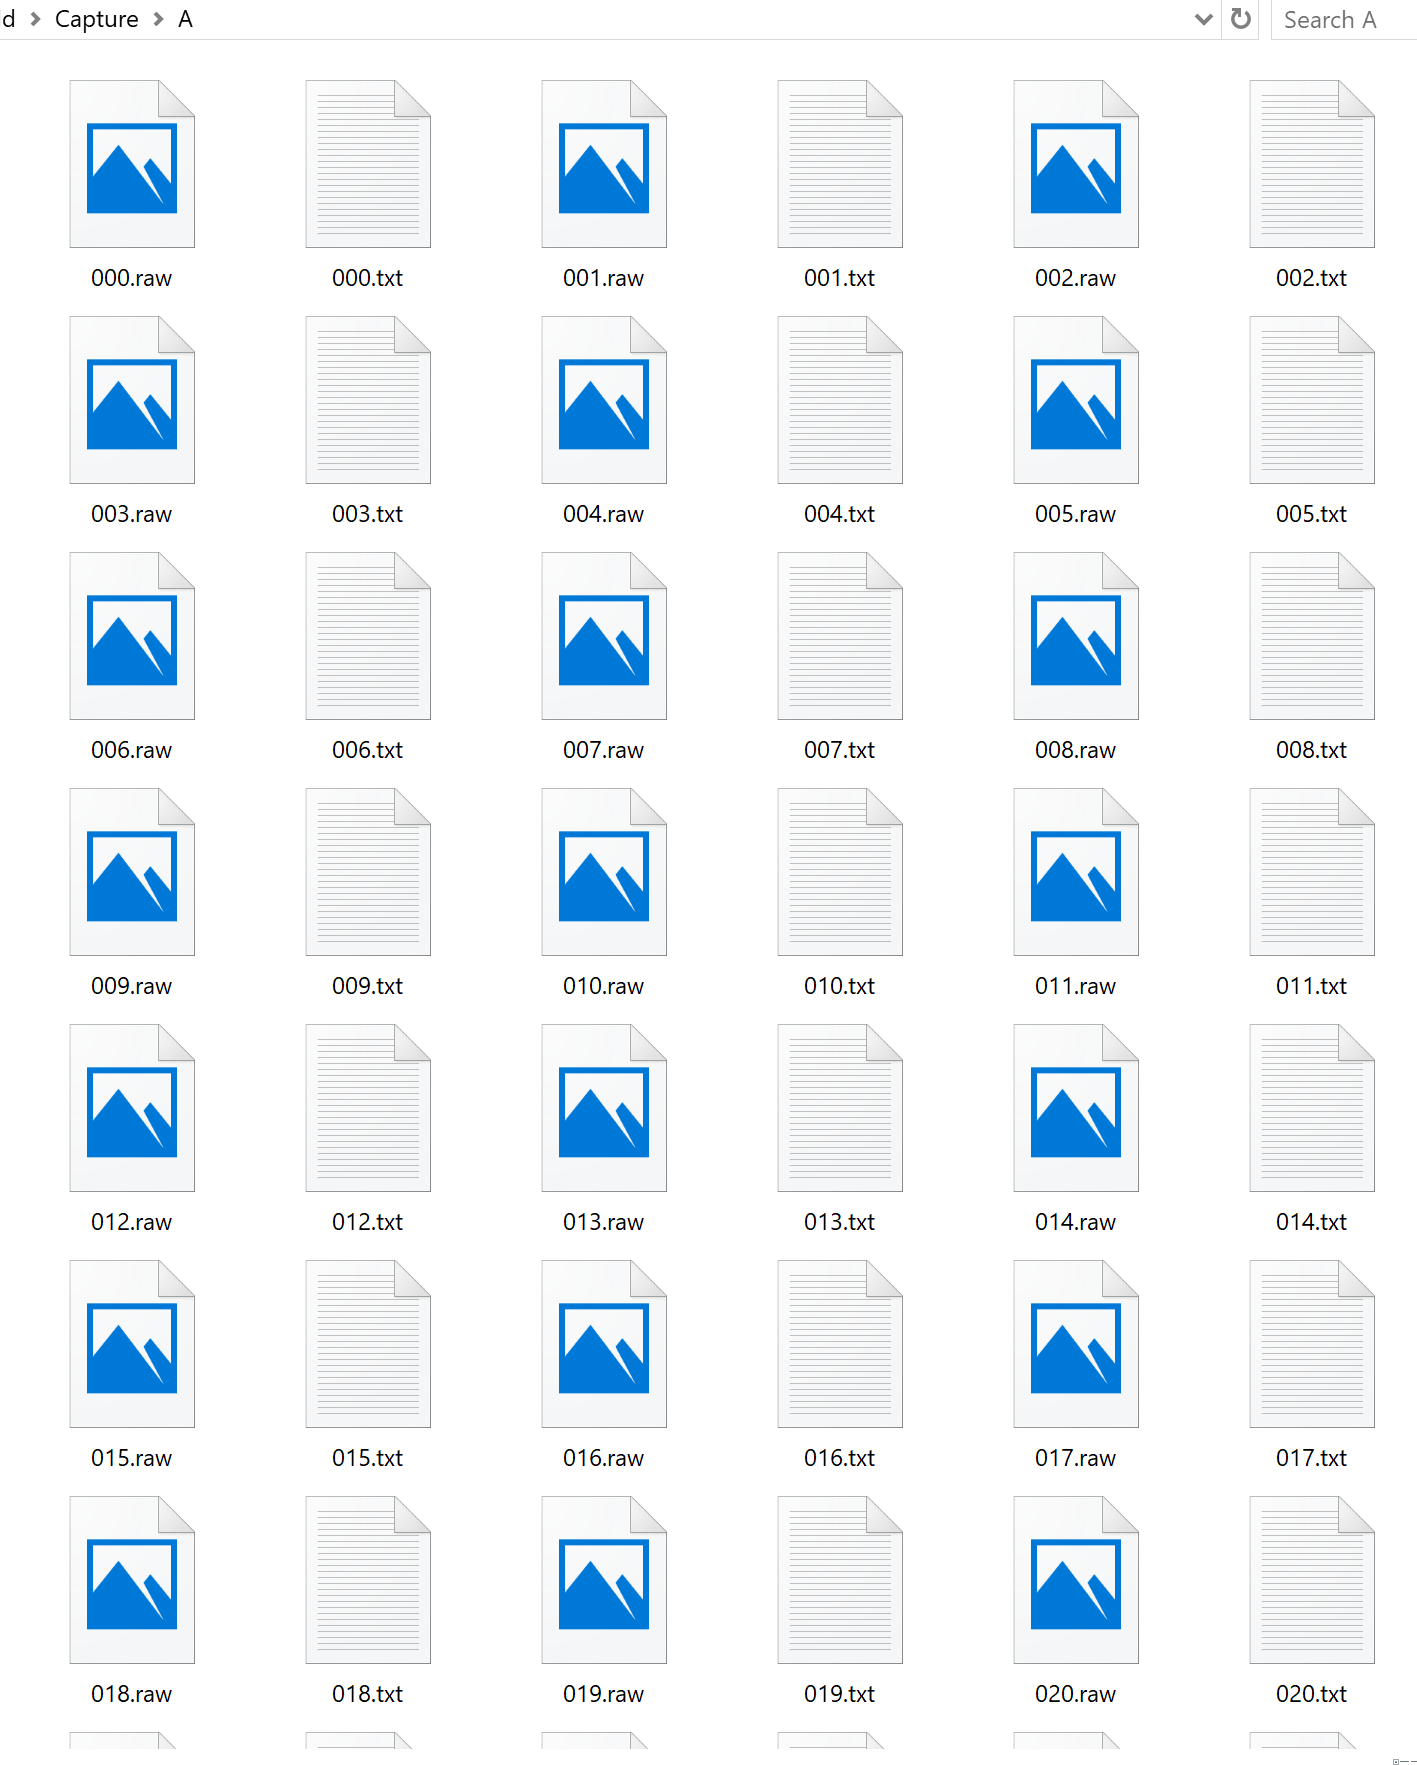 d > Capture > A Search A
000.raw 000.txt 001.raw 001.txt 002.raw 002.txt
003.raw 003.txt 004.raw 004.txt 005.raw 005.txt
006.raw 006.txt 007.raw 007.txt 008.raw 008.txt
009.raw 009.txt 010.raw 010.txt 011.raw 011.txt
012.raw 012.txt 013.raw 013.txt 014.raw 014.txt
015.raw 015.txt 016.raw 016.txt 017.raw 017.txt
018.raw 018.txt 019.raw 019.txt 020.raw 020.txt